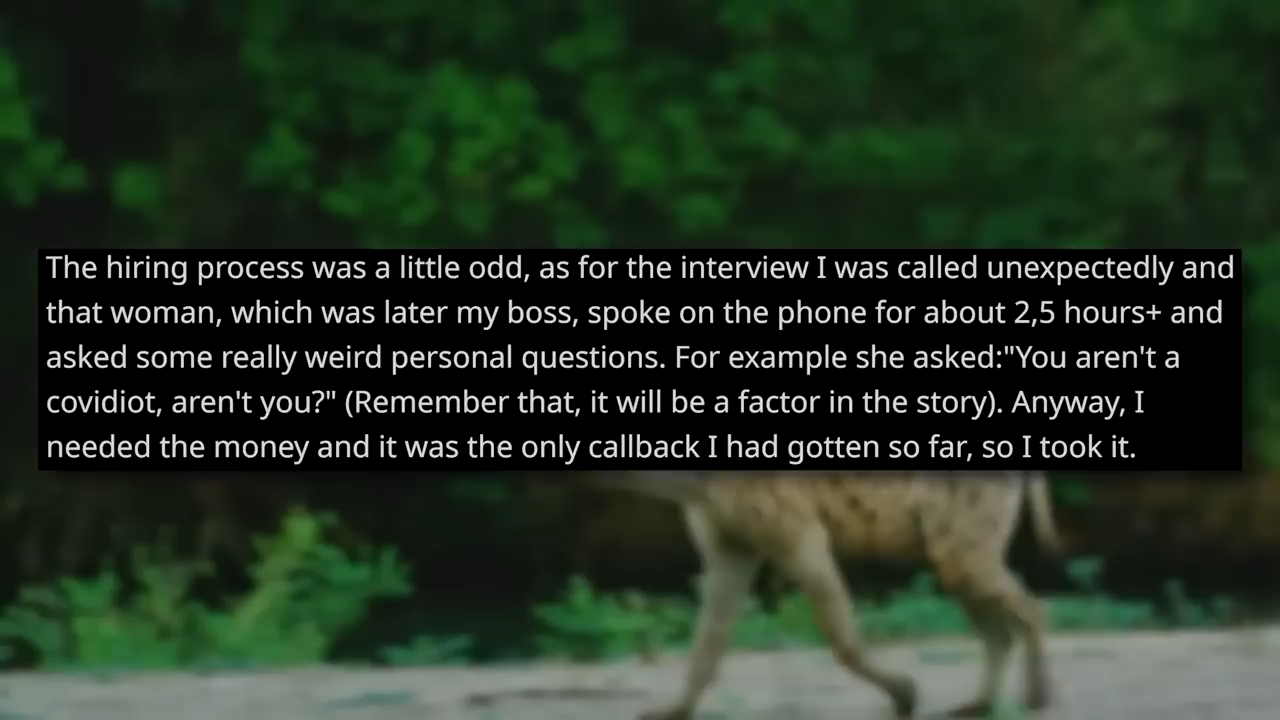 The hiring process was a little odd, as for the interview I was called unexpectedly and
that woman, which was later my boss, spoke on the phone for about 2,5 hours+ and
asked some really weird personal questions. For example she asked:"You aren't a
covidiot, aren't you?" (Remember that, it will be a factor in the story). Anyway, I
needed the money and it was the only callback I had gotten so far, so I took it.